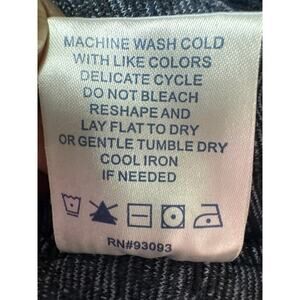 MACHINE WASH COLD
WITH LIKE COLORS
DELICATE CYCLE
DO NOT BLEACH
RESHAPE AND
LAY FLAT TO DRY
OR GENTLE TUMBLE DRY
COOL IRON
IF NEEDED
RN#93093